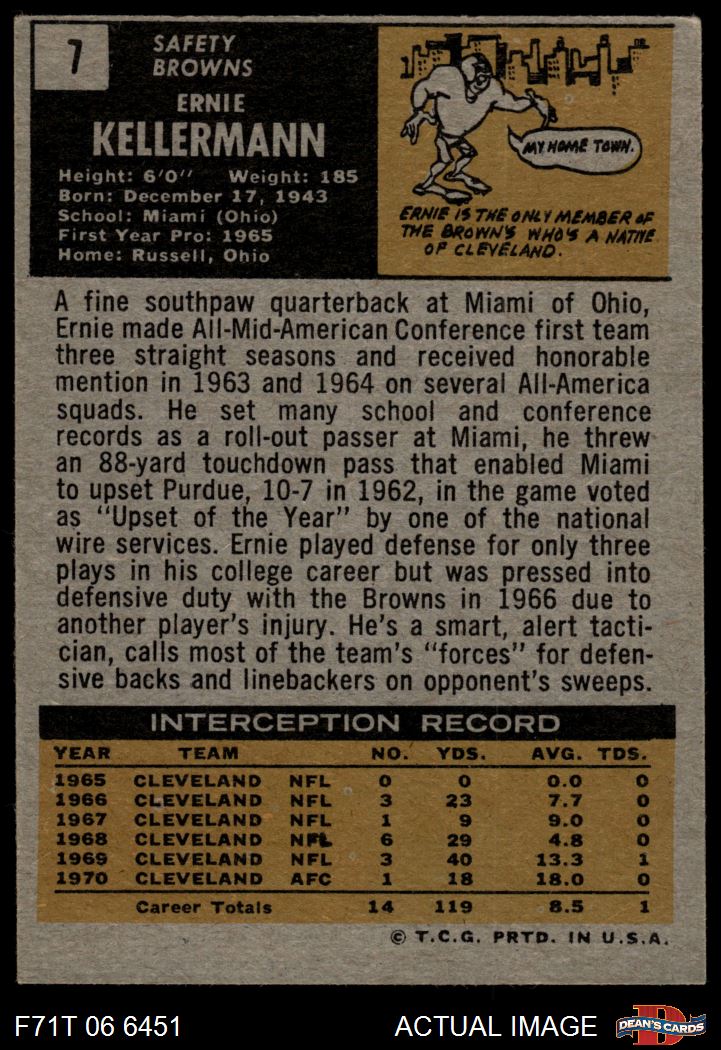 7
SAFETY
BROWNS
ERNIE
KELLERMANN
Height: 6'0" Weight: 185
Born: December 17, 1943
School: Miami (Ohio)
First Year Pro: 1965
Home: Russell, Ohio
MY HOME TOWN.
ERNIE IS THE ONLY MEMBER OF
THE BROWN'S WHO'S A NATIVE
OF CLEVELAND.
A fine southpaw quarterback at Miami of Ohio,
Ernie made All-Mid-American Conference first team
three straight seasons and received honorable
mention in 1963 and 1964 on several All-America
squads. He set many school and conference
records as a roll-out passer at Miami, he threw
an 88-yard touchdown pass that enabled Miami
to upset Purdue, 10-7 in 1962, in the game voted
as "Upset of the Year" by one of the national
wire services. Ernie played defense for only three
plays in his college career but was pressed into
defensive duty with the Browns in 1966 due to
another player's injury. He's a smart, alert tacti-
cian, calls most of the team's "forces" for defen-
sive backs and linebackers on opponent's sweeps.
INTERCEPTION RECORD
YEAR TEAM NO. YDS. AVG. TDS.
1965 CLEVELAND NFL 0 0 0.0 0
1966 CLEVELAND NFL 3 23 7.7 0
1967 CLEVELAND NFL 1 9 9.0 0
1968 CLEVELAND NFL 6 29 4.8 0
1969 CLEVELAND NFL 3 40 13.3 1
1970 CLEVELAND AFC 1 18 18.0 0
Career Totals 14 119 8.5 1
© T.C.G. PRTD. IN U.S.A.
F71T 06 6451 ACTUAL IMAGE
D
DEAN'S CARDS